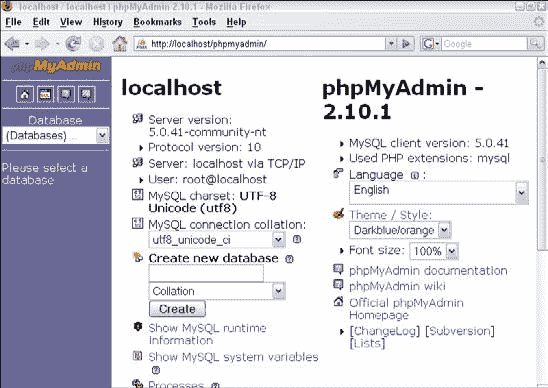 localhost / localhost | phpMyAdmin 2.10.1 - Mozilla Firefox
File Edit View History Bookmarks Tools Help
http://localhost/phpmyadmin/
Google
phpMyAdmin
Database
(Databases) ...
Please select a
database
localhost
Server version:
5.0.41-community-nt
Protocol version: 10
Server: localhost via TCP/IP
User: root@localhost
MySQL charset: UTF-8
Unicode (utf8)
MySQL connection collation:
utf8_unicode_ci
Create new database
Collation
Create
Show MySQL runtime
information
Show MySQL system variables
Processes
phpMyAdmin -
2.10.1
MySQL client version: 5.0.41
Used PHP extensions: mysql
Language :
English
Theme / Style:
Darkblue/orange
Font size: 100%
phpMyAdmin documentation
phpMyAdmin wiki
Official phpMyAdmin
Homepage
[ChangeLog] [Subversion]
[Lists]